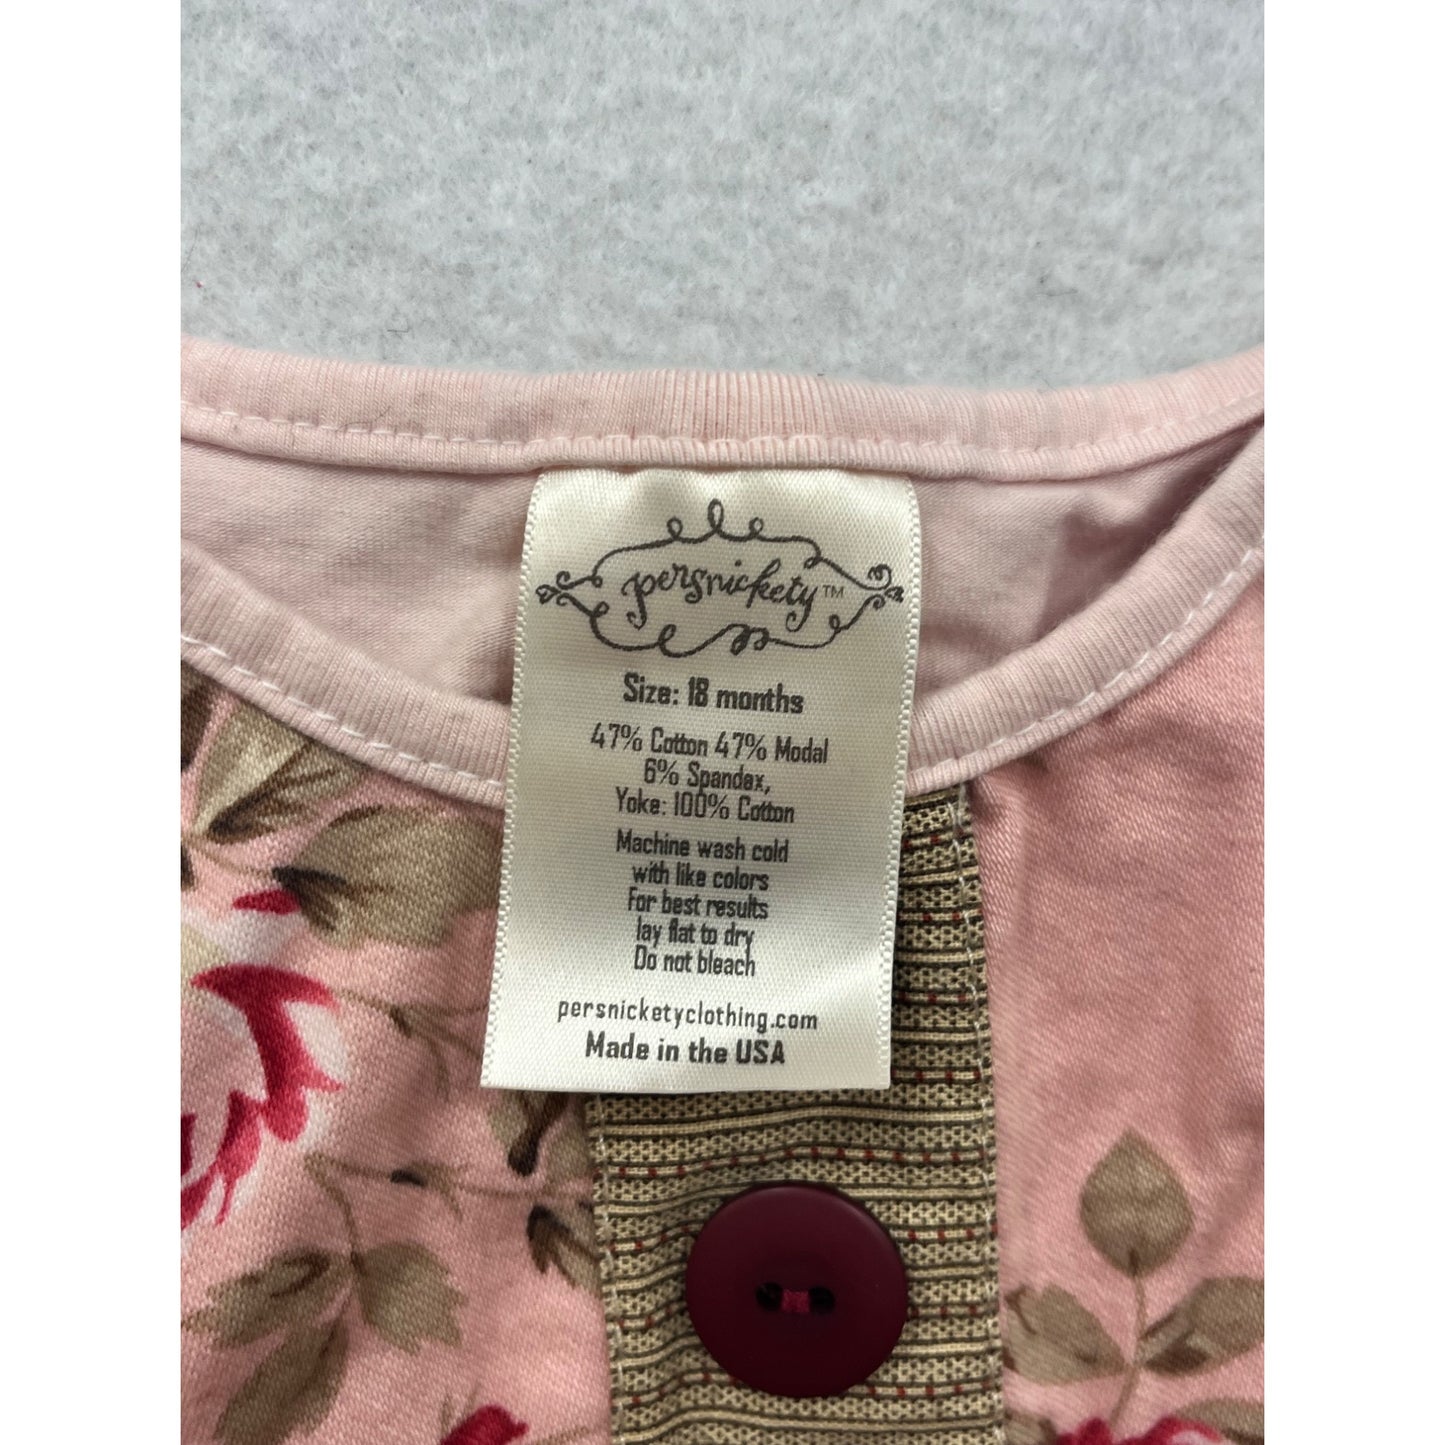 persnickety™
Size: 18 months
47% Cotton 47% Modal
6% Spandex,
Yoke: 100% Cotton
Machine wash cold
with like colors
For best results
lay flat to dry
Do not bleach
persnicketyclothing.com
Made in the USA